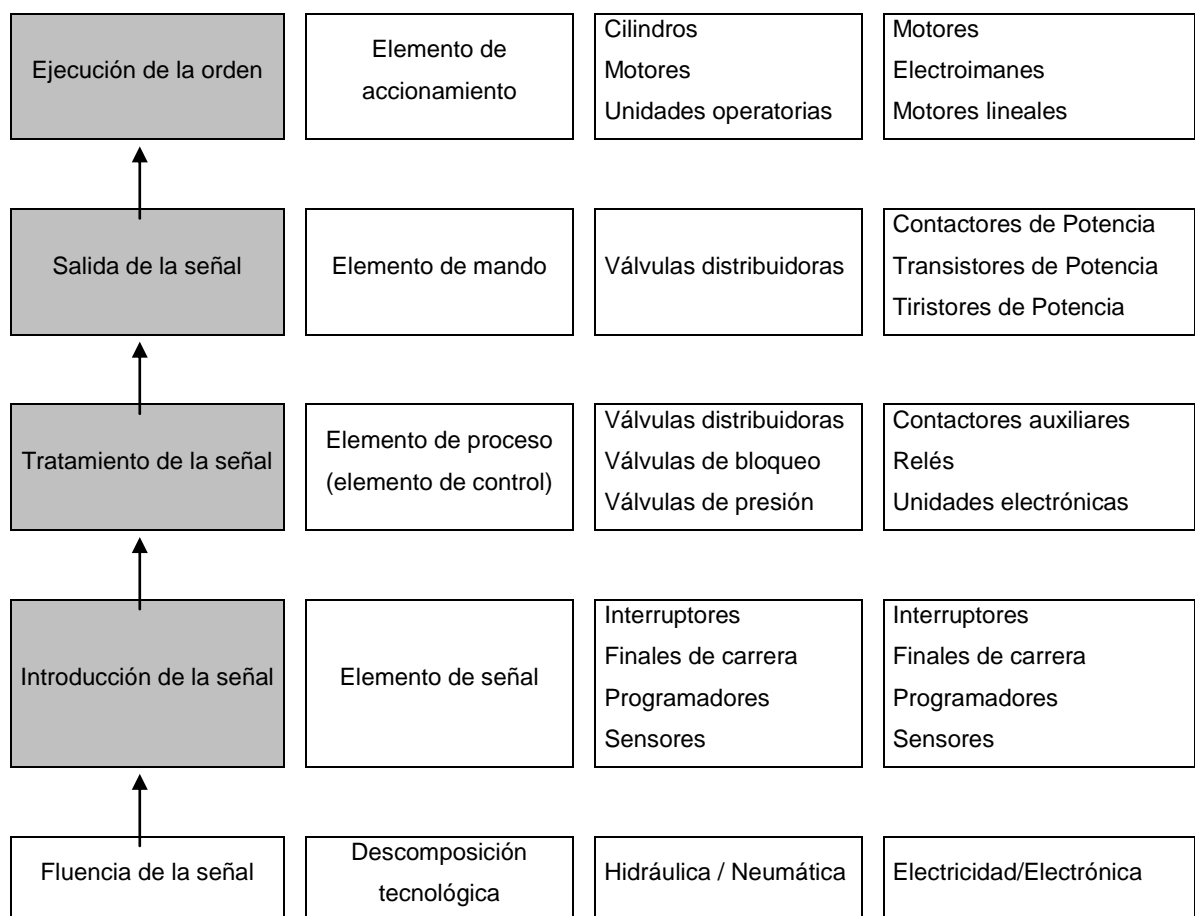 Ejecución de la orden
Elemento de
accionamiento
Cilindros
Motores
Unidades operatorias
Motores
Electroimanes
Motores lineales
Salida de la señal
Elemento de mando
Válvulas distribuidoras
Contactores de Potencia
Transistores de Potencia
Tiristores de Potencia
Tratamiento de la señal
Elemento de proceso
(elemento de control)
Válvulas distribuidoras
Válvulas de bloqueo
Válvulas de presión
Contactores auxiliares
Relés
Unidades electrónicas
Introducción de la señal
Elemento de señal
Interruptores
Finales de carrera
Programadores
Sensores
Interruptores
Finales de carrera
Programadores
Sensores
Fluencia de la señal
Descomposición
tecnológica
Hidráulica / Neumática
Electricidad/Electrónica